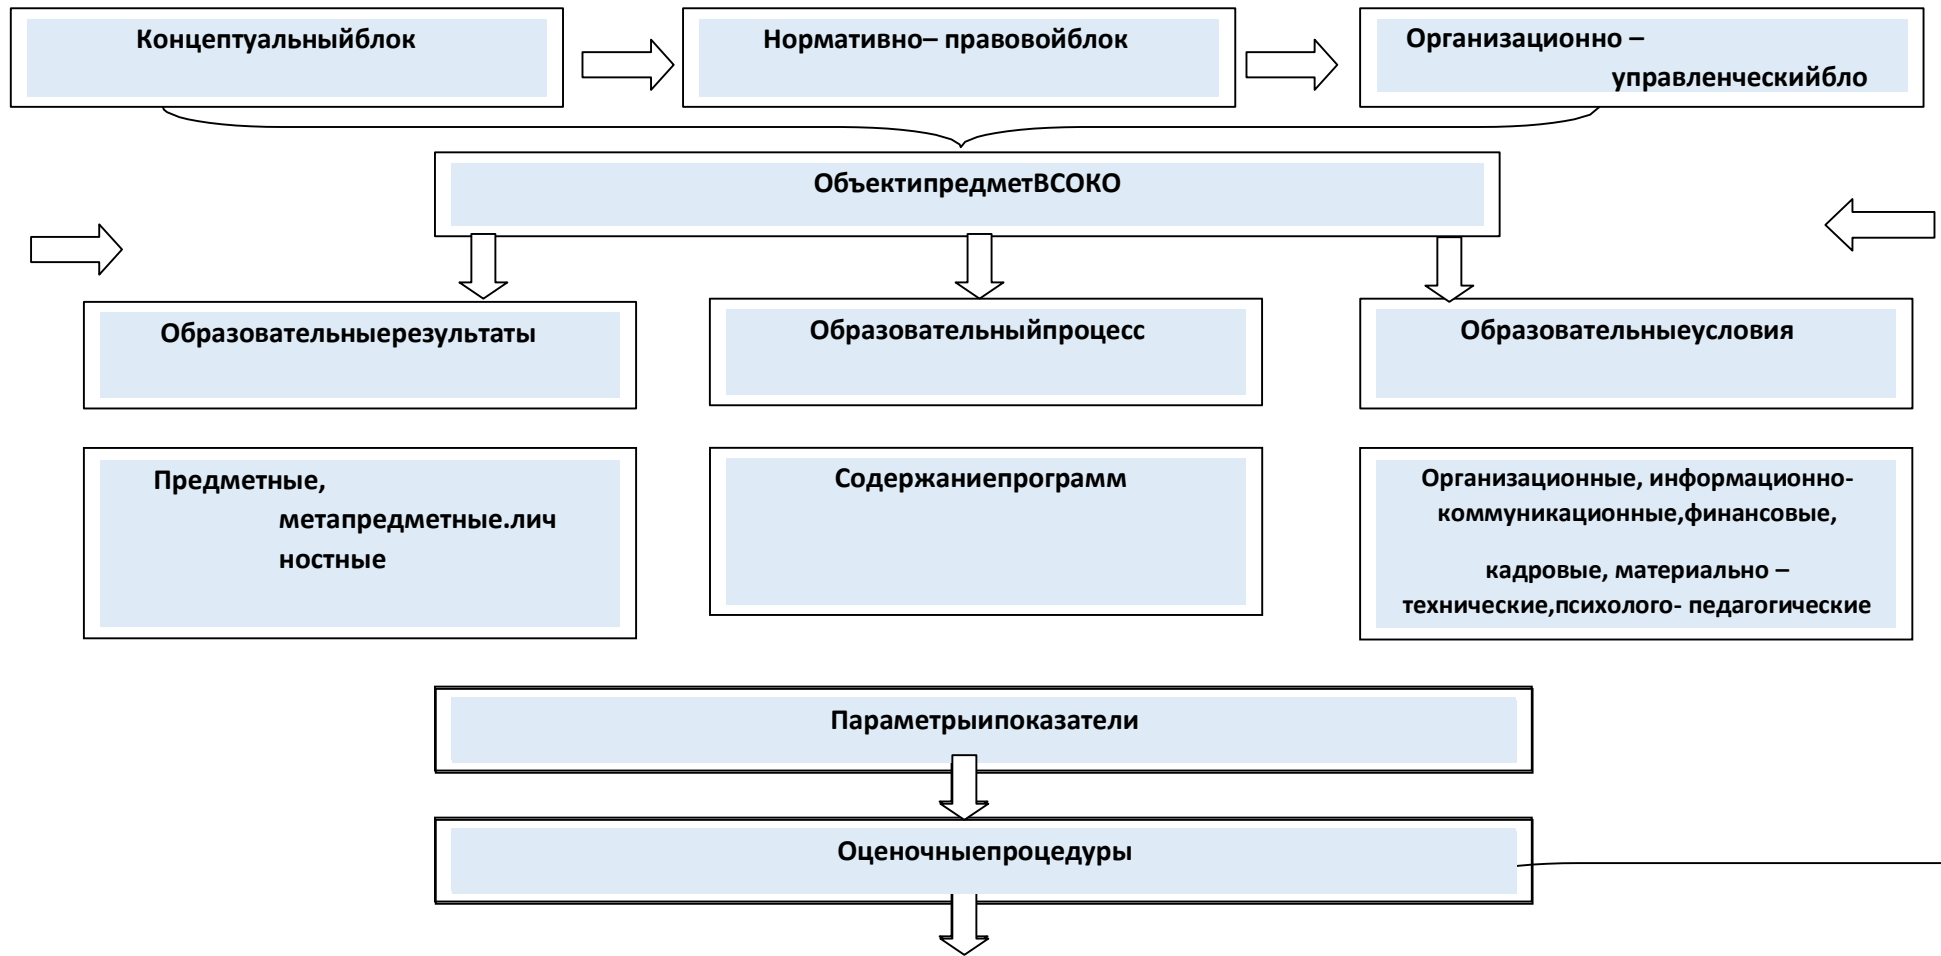 Концептуальныйблок
Нормативно– правовойблок
Организационно –
управленческийбло
ОбъектипредметВСОКО
Образовательныерезультаты
Образовательныйпроцесс
Образовательныеусловия
Предметные,
метапредметные.лич
ностные
Содержаниепрограмм
Организационные, информационно-
коммуникационные,финансовые,
кадровые, материально –
технические,психолого- педагогические
Параметрыипоказатели
Оценочныепроцедуры